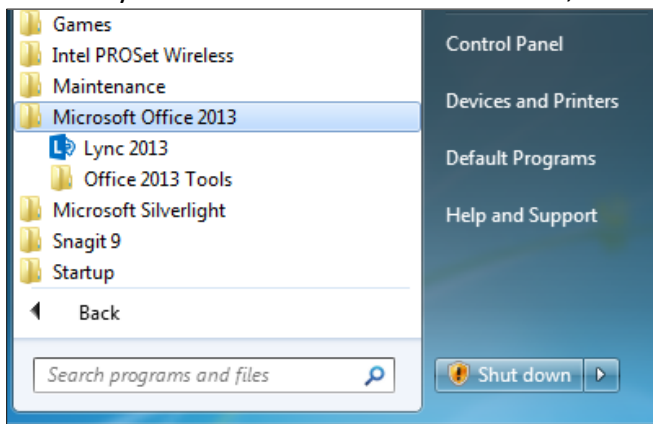 Games
Intel PROSet Wireless
Maintenance
Microsoft Office 2013
Lync 2013
Office 2013 Tools
Microsoft Silverlight
Snagit 9
Startup
Back
Search programs and files
Control Panel
Devices and Printers
Default Programs
Help and Support
Shut down